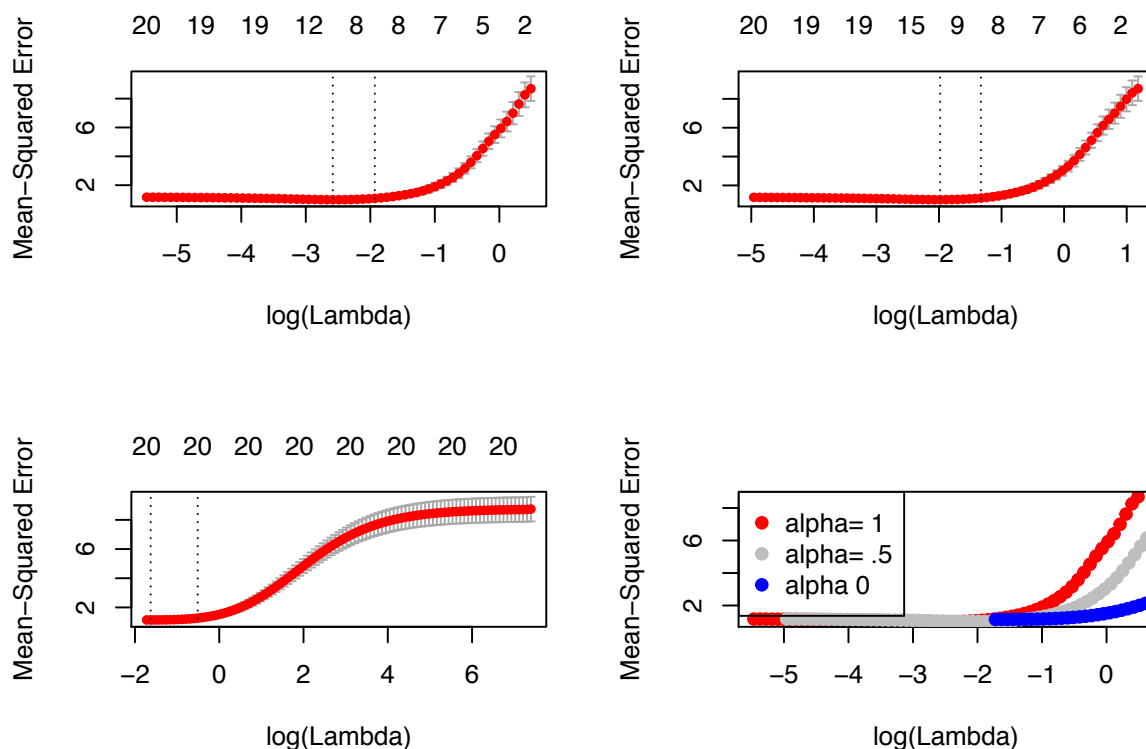 20 19 19 12 8 8 7 5 2
Mean−Squared Error
6
2
−5 −4 −3 −2 −1 0
log(Lambda)
20 19 19 15 9 8 7 6 2
Mean−Squared Error
6
2
−5 −4 −3 −2 −1 0 1
log(Lambda)
20 20 20 20 20 20 20 20
Mean−Squared Error
6
2
−2 0 2 4 6
log(Lambda)
Mean−Squared Error
6
2
alpha= 1
alpha= .5
alpha 0
−5 −4 −3 −2 −1 0
log(Lambda)